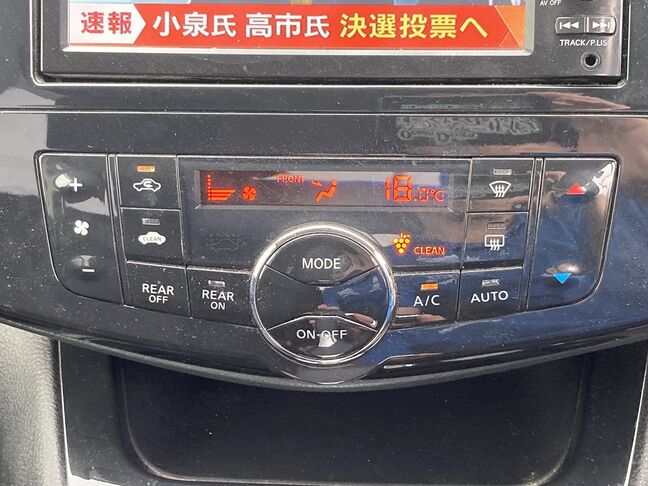 AV OFF
速報 小泉氏 高市氏 決選投票へ
TRACK/P.LIST
FRONT
18.0℃
CLEAN
CLEAN
MODE
REAR OFF
REAR ON
A/C
AUTO
ON·OFF